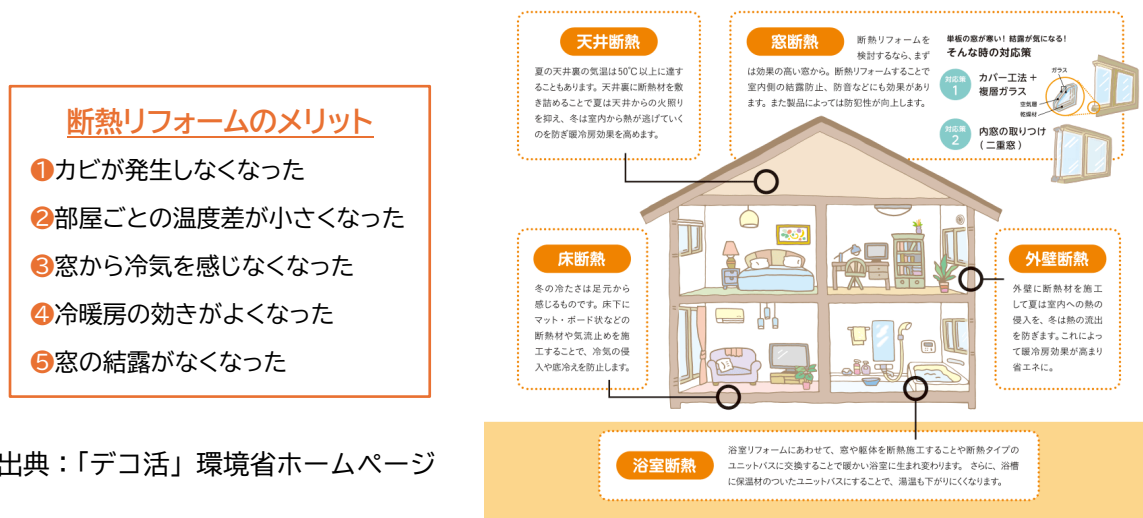 断熱リフォームのメリット
❶カビが発生しなくなった
❷部屋ごとの温度差が小さくなった
❸窓から冷気を感じなくなった
❹冷暖房の効きがよくなった
❺窓の結露がなくなった
出典：「デコ活」環境省ホームページ
天井断熱
夏の天井裏の気温は50℃以上に達す
ることもあります。天井裏に断熱材を敷
き詰めることで夏は天井からの火照り
を抑え、冬は室内から熱が逃げていく
のを防ぎ暖冷房効果を高めます。
窓断熱
断熱リフォームを
検討するなら、まず
は効果の高い窓から。断熱リフォームすることで
室内側の結露防止、防音などにも効果があり
ます。また製品によっては防犯性が向上します。
単板の窓が寒い！結露が気になる！
そんな時の対応策
対応策
1
カバー工法＋
複層ガラス
ガラス
空気層
乾燥材
対応策
2
内窓の取りつけ
（二重窓）
床断熱
冬の冷たさは足元から
感じるものです。床下に
マット・ボード状などの
断熱材や気流止めを施
工することで、冷気の侵
入や底冷えを防止します。
外壁断熱
外壁に断熱材を施工
して夏は室内への熱の
侵入を、冬は熱の流出
を防ぎます。これによっ
て暖冷房効果が高まり
省エネに。
浴室断熱
浴室リフォームにあわせて、窓や躯体を断熱施工することや断熱タイプの
ユニットバスに交換することで暖かい浴室に生まれ変わります。 さらに、浴槽
に保温材のついたユニットバスにすることで、湯温も下がりにくくなります。